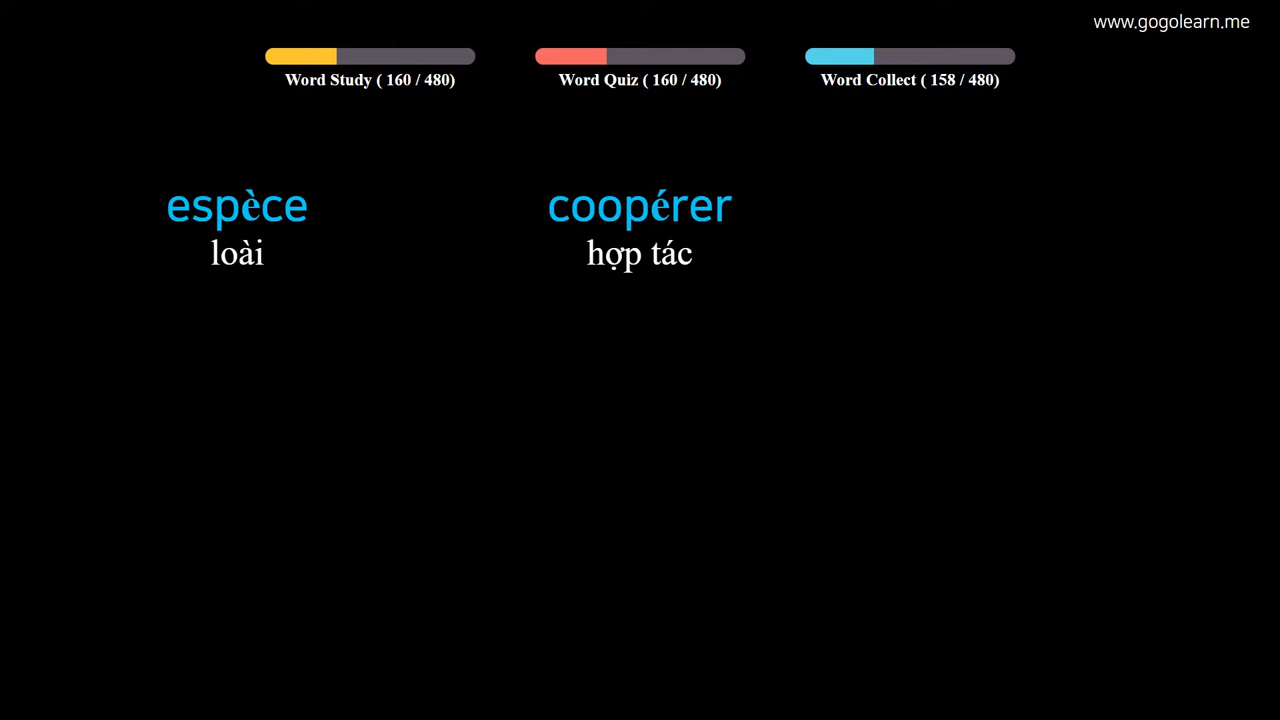 www.gogolearn.me
Word Study ( 160 / 480)
Word Quiz ( 160 / 480)
Word Collect ( 158 / 480)
espèce
loài
coopérer
hợp tác